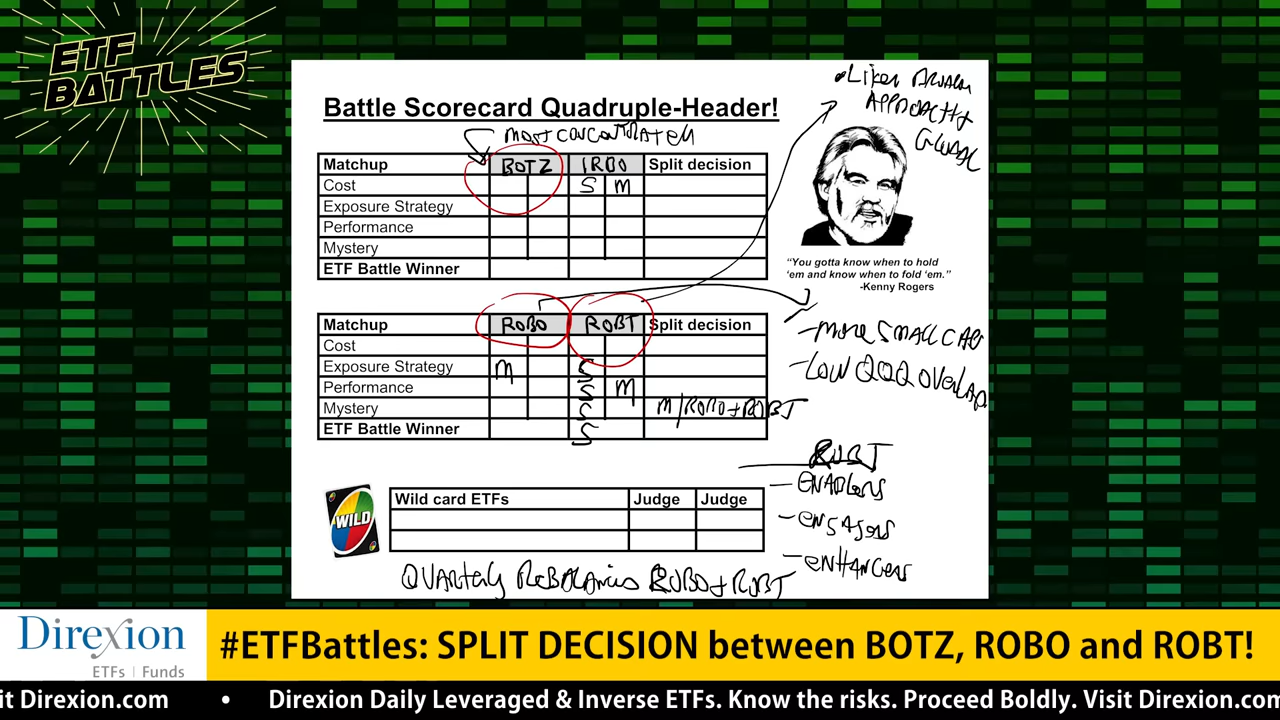 ETF
BATTLES
Battle Scorecard Quadruple-Header!
MOST CONCENTRATED
Matchup BOTZ IRBO Split decision
Cost S M
Exposure Strategy
Performance
Mystery
ETF Battle Winner
APPROACH &
GLOBAL
“You gotta know when to hold
‘em and know when to fold ‘em.”
-Kenny Rogers
Matchup ROBO ROBT Split decision
Cost
Exposure Strategy M S
Performance S M
Mystery S M/ROBO+ROBT
ETF Battle Winner S
-MORE SMALL CAPS
-LOW QQQ OVERLAP
ROBT
-ENABLERS
-ENGAGERS
-ENHANCERS
WILD
Wild card ETFs Judge Judge
QUARTERLY REBALANCING ROBO+ROBT
Direxion
ETFs | Funds
#ETFBattles: SPLIT DECISION between BOTZ, ROBO and ROBT!
it Direxion.com • Direxion Daily Leveraged & Inverse ETFs. Know the risks. Proceed Boldly. Visit Direxion.com